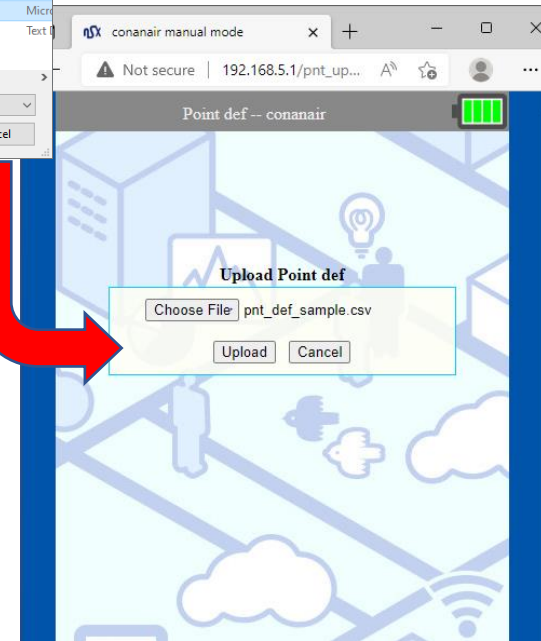 Micro
Text D
cel
nSX conanair manual mode
Not secure | 192.168.5.1/pnt_up...
Point def -- conanair
Upload Point def
Choose File pnt_def_sample.csv
Upload Cancel